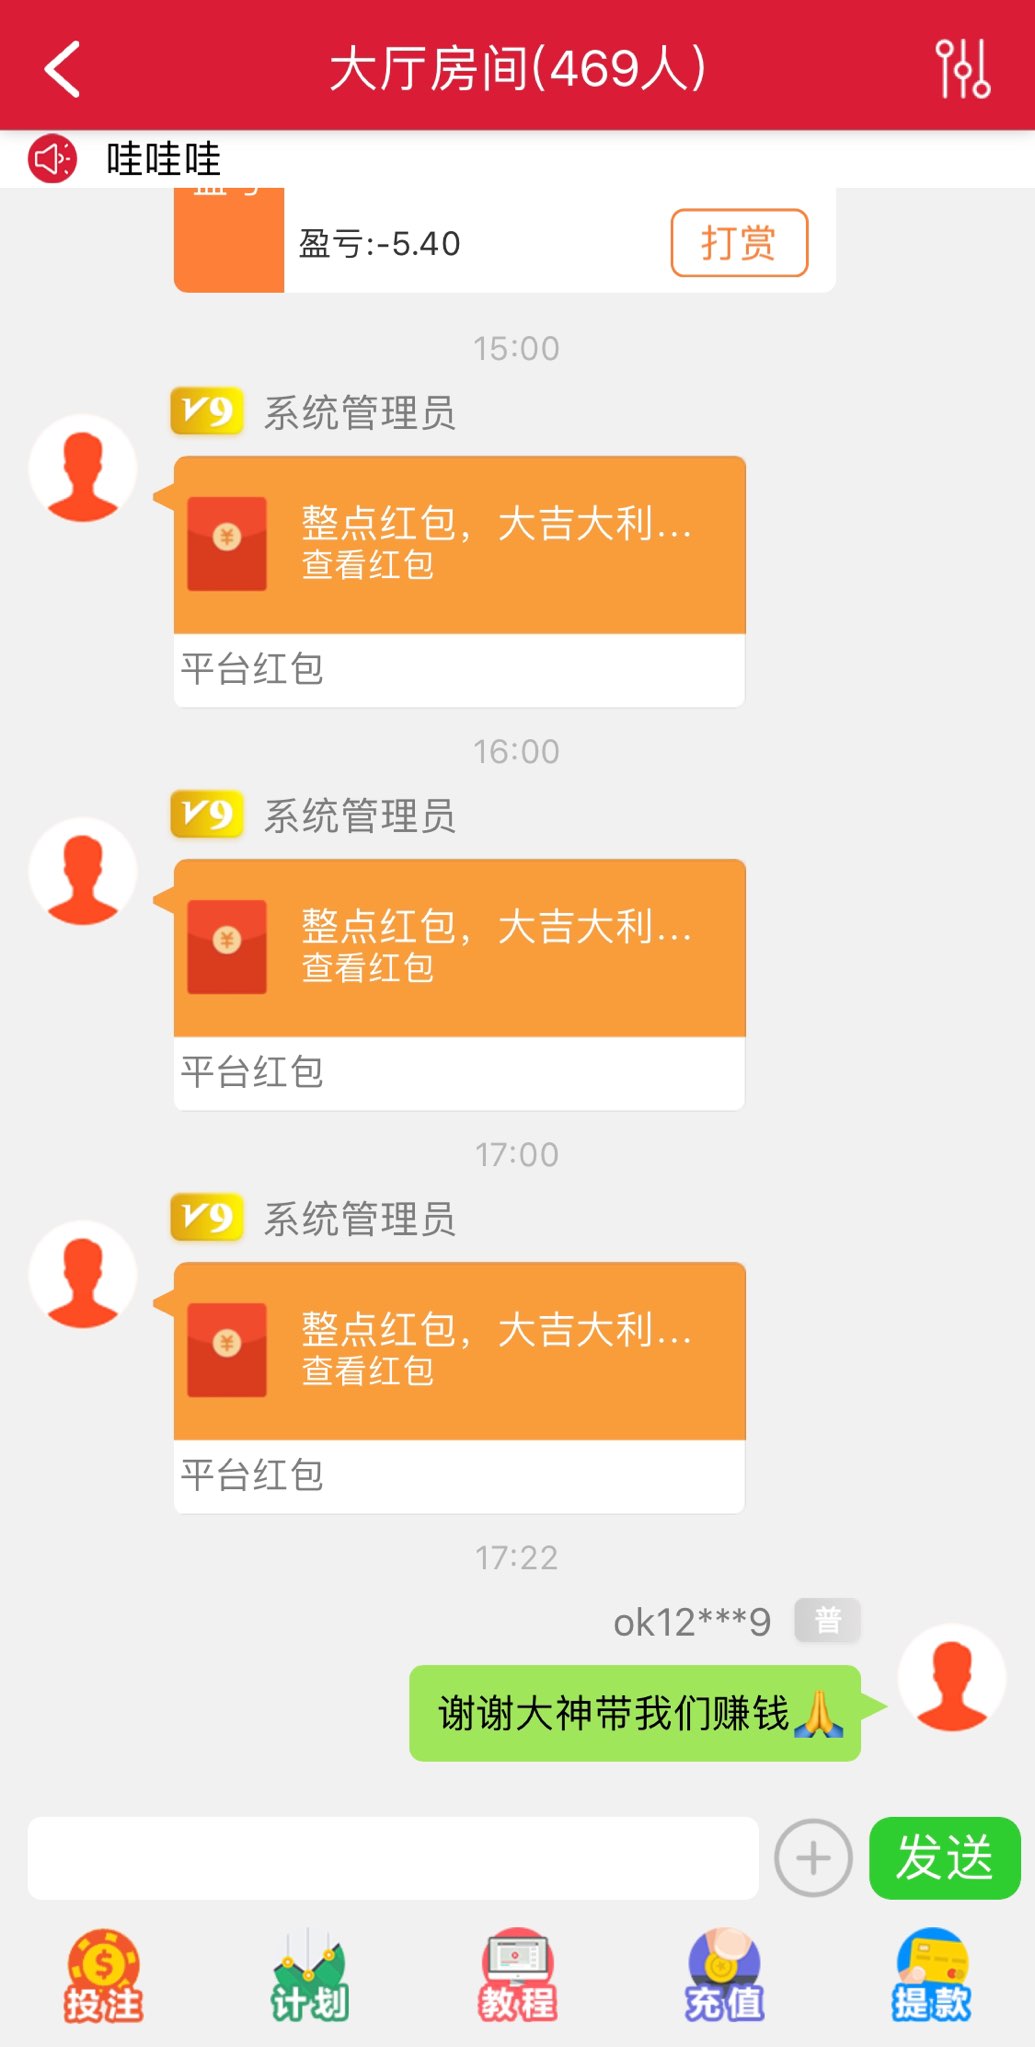 大厅房间(469人)
哇哇哇
盈亏:-5.40
打赏
15:00
V9 系统管理员
整点红包，大吉大利...
查看红包
平台红包
16:00
V9 系统管理员
整点红包，大吉大利...
查看红包
平台红包
17:00
V9 系统管理员
整点红包，大吉大利...
查看红包
平台红包
17:22
ok12***9 普
谢谢大神带我们赚钱🙏
发送
投注 计划 教程 充值 提款